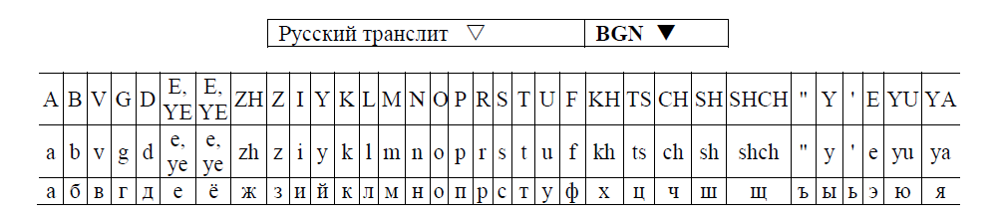 Русский транслит ▽ BGN ▼
A B V G D E, YE E, YE ZH Z I Y K L M N O P R S T U F KH TS CH SH SHCH " Y ' E YU YA
a b v g d e, ye e, ye zh z i y k l m n o p r s t u f kh ts ch sh shch " y ' e yu ya
а б в г д е ё ж з и й к л м н о п р с т у ф х ц ч ш щ ъ ы ь э ю я